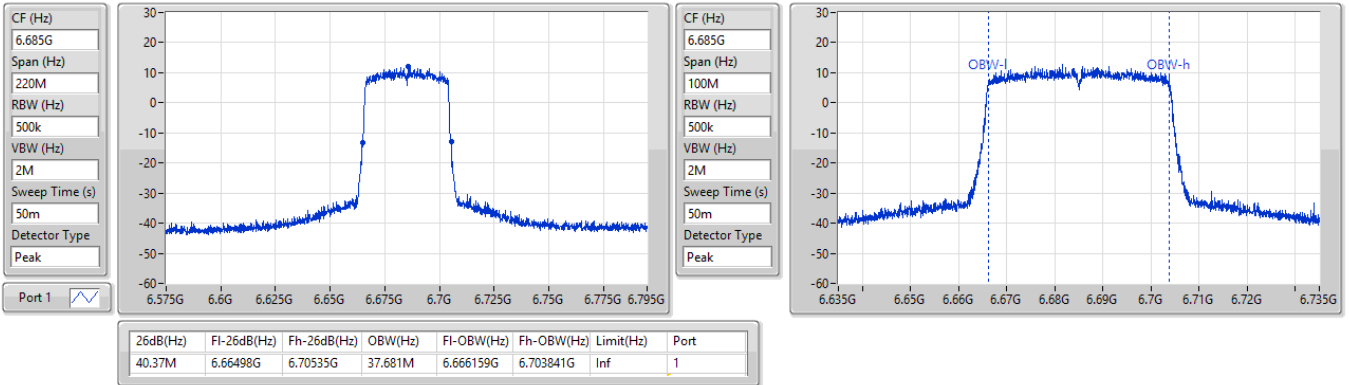 CF (Hz)
6.685G
Span (Hz)
220M
RBW (Hz)
500k
VBW (Hz)
2M
Sweep Time (s)
50m
Detector Type
Peak
Port 1
30
20
10
0
-10
-20
-30
-40
-50
-60
6.575G 6.6G 6.625G 6.65G 6.675G 6.7G 6.725G 6.75G 6.775G 6.795G
CF (Hz)
6.685G
Span (Hz)
100M
RBW (Hz)
500k
VBW (Hz)
2M
Sweep Time (s)
50m
Detector Type
Peak
30
20
10
0
-10
-20
-30
-40
-50
-60
OBW-l OBW-h
6.635G 6.65G 6.66G 6.67G 6.68G 6.69G 6.7G 6.71G 6.72G 6.735G
26dB(Hz) Fl-26dB(Hz) Fh-26dB(Hz) OBW(Hz) Fl-OBW(Hz) Fh-OBW(Hz) Limit(Hz) Port
40.37M 6.66498G 6.70535G 37.681M 6.666159G 6.703841G Inf 1